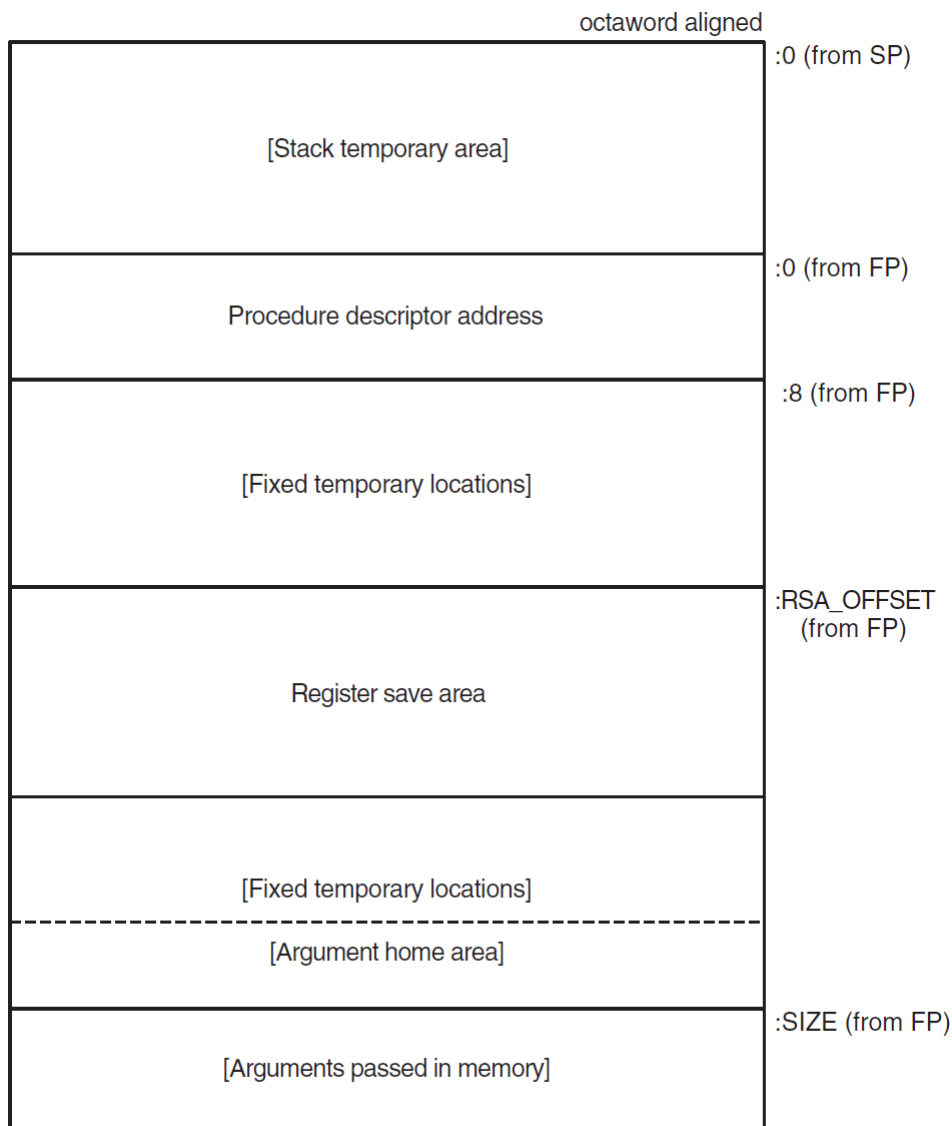 octaword aligned
:0 (from SP)
[Stack temporary area]
:0 (from FP)
Procedure descriptor address
:8 (from FP)
[Fixed temporary locations]
:RSA_OFFSET
(from FP)
Register save area
[Fixed temporary locations]
[Argument home area]
:SIZE (from FP)
[Arguments passed in memory]